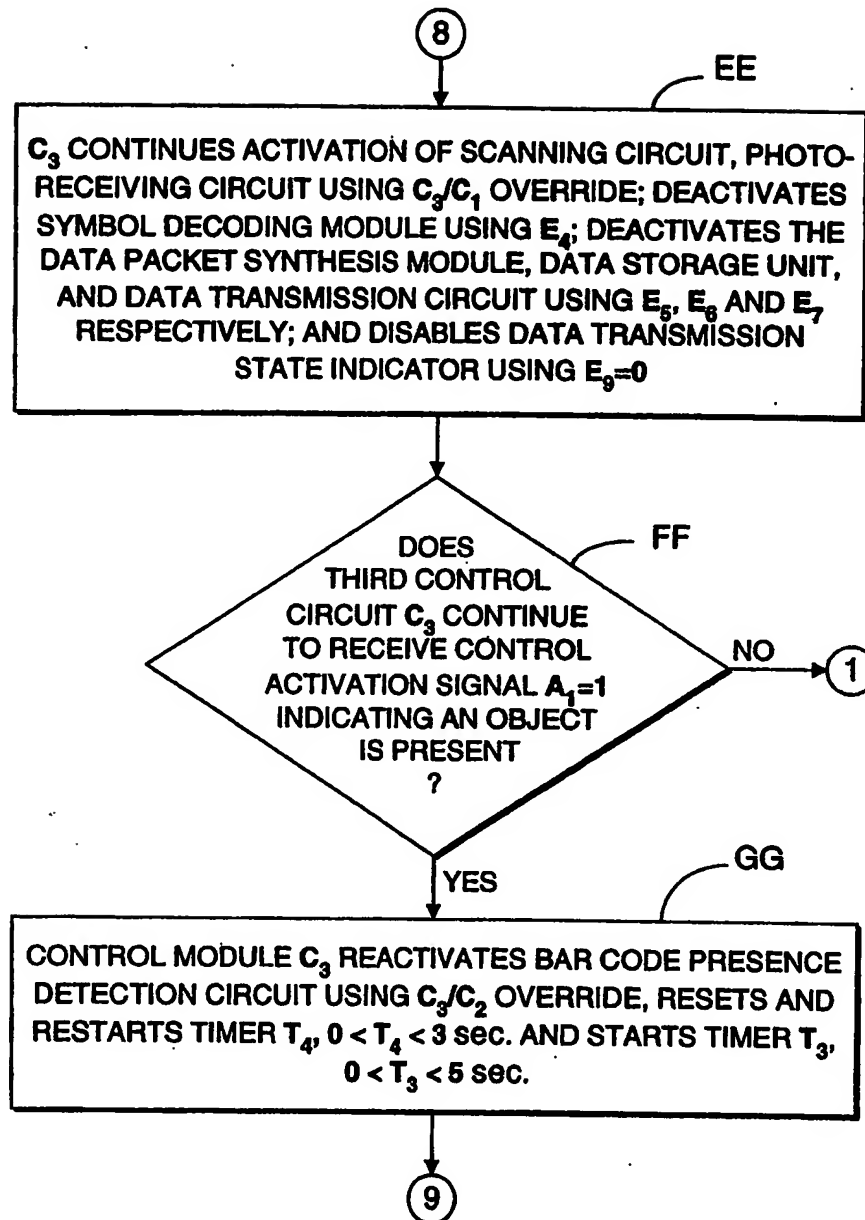 8
EE
C3 CONTINUES ACTIVATION OF SCANNING CIRCUIT, PHOTO-
RECEIVING CIRCUIT USING C3/C1 OVERRIDE; DEACTIVATES
SYMBOL DECODING MODULE USING E4; DEACTIVATES THE
DATA PACKET SYNTHESIS MODULE, DATA STORAGE UNIT,
AND DATA TRANSMISSION CIRCUIT USING E5, E6 AND E7
RESPECTIVELY; AND DISABLES DATA TRANSMISSION
STATE INDICATOR USING E9=0
FF
DOES
THIRD CONTROL
CIRCUIT C3 CONTINUE
TO RECEIVE CONTROL
ACTIVATION SIGNAL A1=1
INDICATING AN OBJECT
IS PRESENT
?
NO
1
YES
GG
CONTROL MODULE C3 REACTIVATES BAR CODE PRESENCE
DETECTION CIRCUIT USING C3/C2 OVERRIDE, RESETS AND
RESTARTS TIMER T4, 0 < T4 < 3 sec. AND STARTS TIMER T3,
0 < T3 < 5 sec.
9